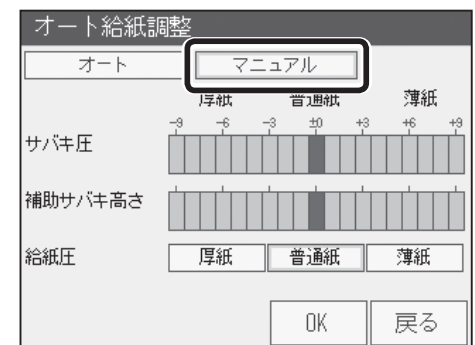 オート給紙調整
オート マニュアル
厚紙 普通紙 薄紙
-9 -6 -3 ±0 +3 +6 +9
サバキ圧
補助サバキ高さ
給紙圧 厚紙 普通紙 薄紙
OK 戻る